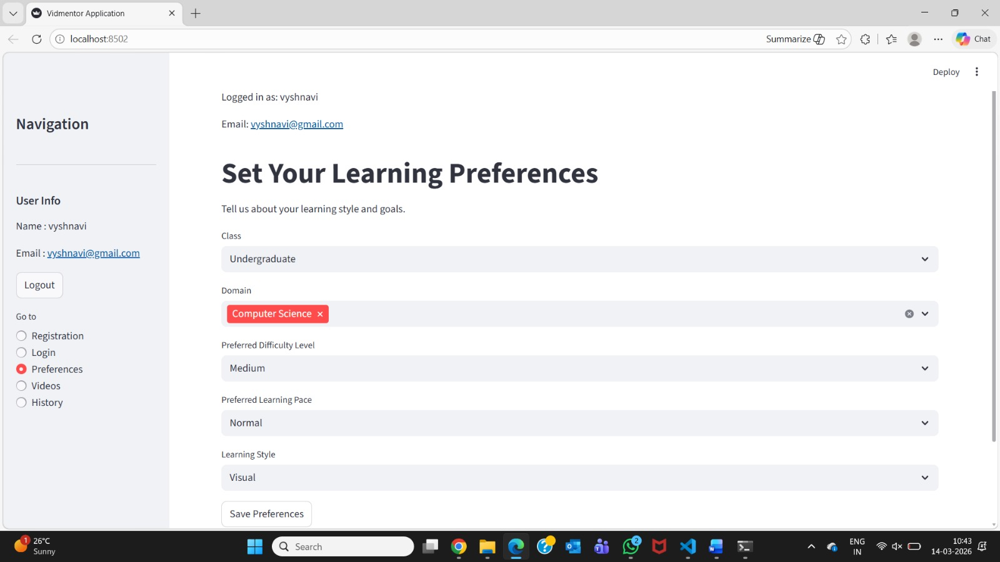 Vidmentor Application
localhost:8502
Summarize
Chat
Deploy
Navigation
User Info
Name : vyshnavi
Email : vyshnavi@gmail.com
Logout
Go to
Registration
Login
Preferences
Videos
History
Logged in as: vyshnavi
Email: vyshnavi@gmail.com
Set Your Learning Preferences
Tell us about your learning style and goals.
Class
Undergraduate
Domain
Computer Science
Preferred Difficulty Level
Medium
Preferred Learning Pace
Normal
Learning Style
Visual
Save Preferences
1
26°C
Sunny
Search
2
ENG
IN
10:43
14-03-2026